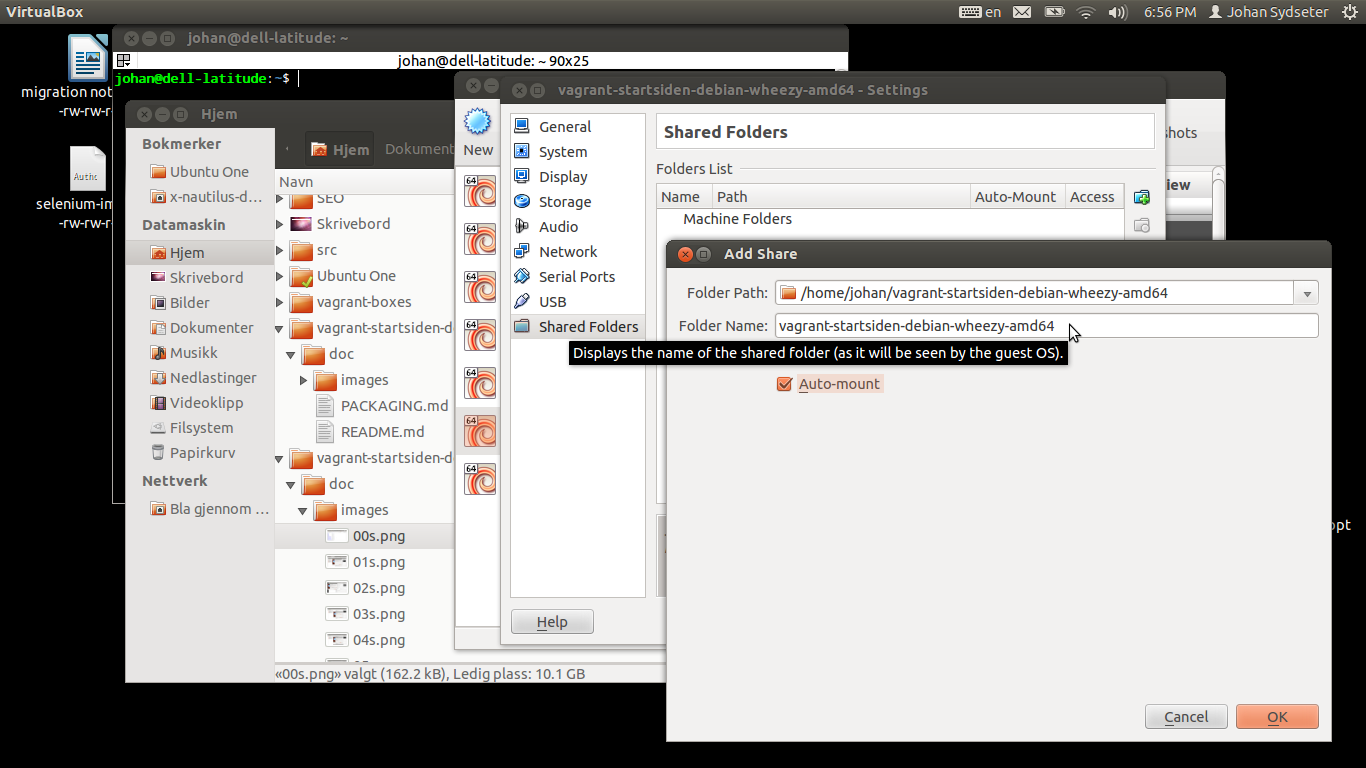 VirtualBox
en
6:56 PM
Johan Sydseter
migration not
-rw-rw-r
Autho
selenium-im
-rw-rw-r
johan@dell-latitude: ~
johan@dell-latitude: ~ 90x25
johan@dell-latitude:~$
Hjem
Bokmerker
Ubuntu One
x-nautilus-d...
Datamaskin
Hjem
Skrivebord
Bilder
Dokumenter
Musikk
Nedlastinger
Videoklipp
Filsystem
Papirkurv
Nettverk
Bla gjennom ...
Hjem
Dokument
Navn
SEO
Skrivebord
src
Ubuntu One
vagrant-boxes
vagrant-startsiden-d
doc
images
PACKAGING.md
README.md
vagrant-startsiden-d
doc
images
00s.png
01s.png
02s.png
03s.png
04s.png
«00s.png» valgt (162.2 kB), Ledig plass: 10.1 GB
New
64
64
64
64
64
64
64
shots
iew
opt
vagrant-startsiden-debian-wheezy-amd64 - Settings
General
System
Display
Storage
Audio
Network
Serial Ports
USB
Shared Folders
Help
Shared Folders
Folders List
Name Path Auto-Mount Access
Machine Folders
Add Share
Folder Path: /home/johan/vagrant-startsiden-debian-wheezy-amd64
Folder Name: vagrant-startsiden-debian-wheezy-amd64
Displays the name of the shared folder (as it will be seen by the guest OS).
Auto-mount
Cancel
OK